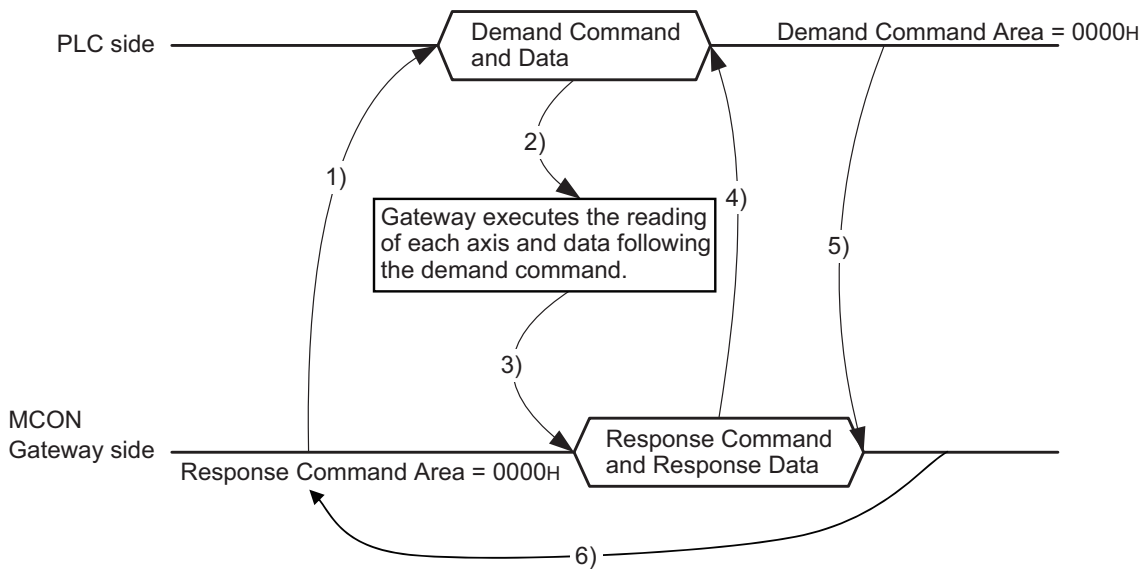 PLC side
Demand Command
and Data
Demand Command Area = 0000H
1)
2)
Gateway executes the reading
of each axis and data following
the demand command.
4)
5)
3)
MCON
Gateway side
Response Command
and Response Data
Response Command Area = 0000H
6)